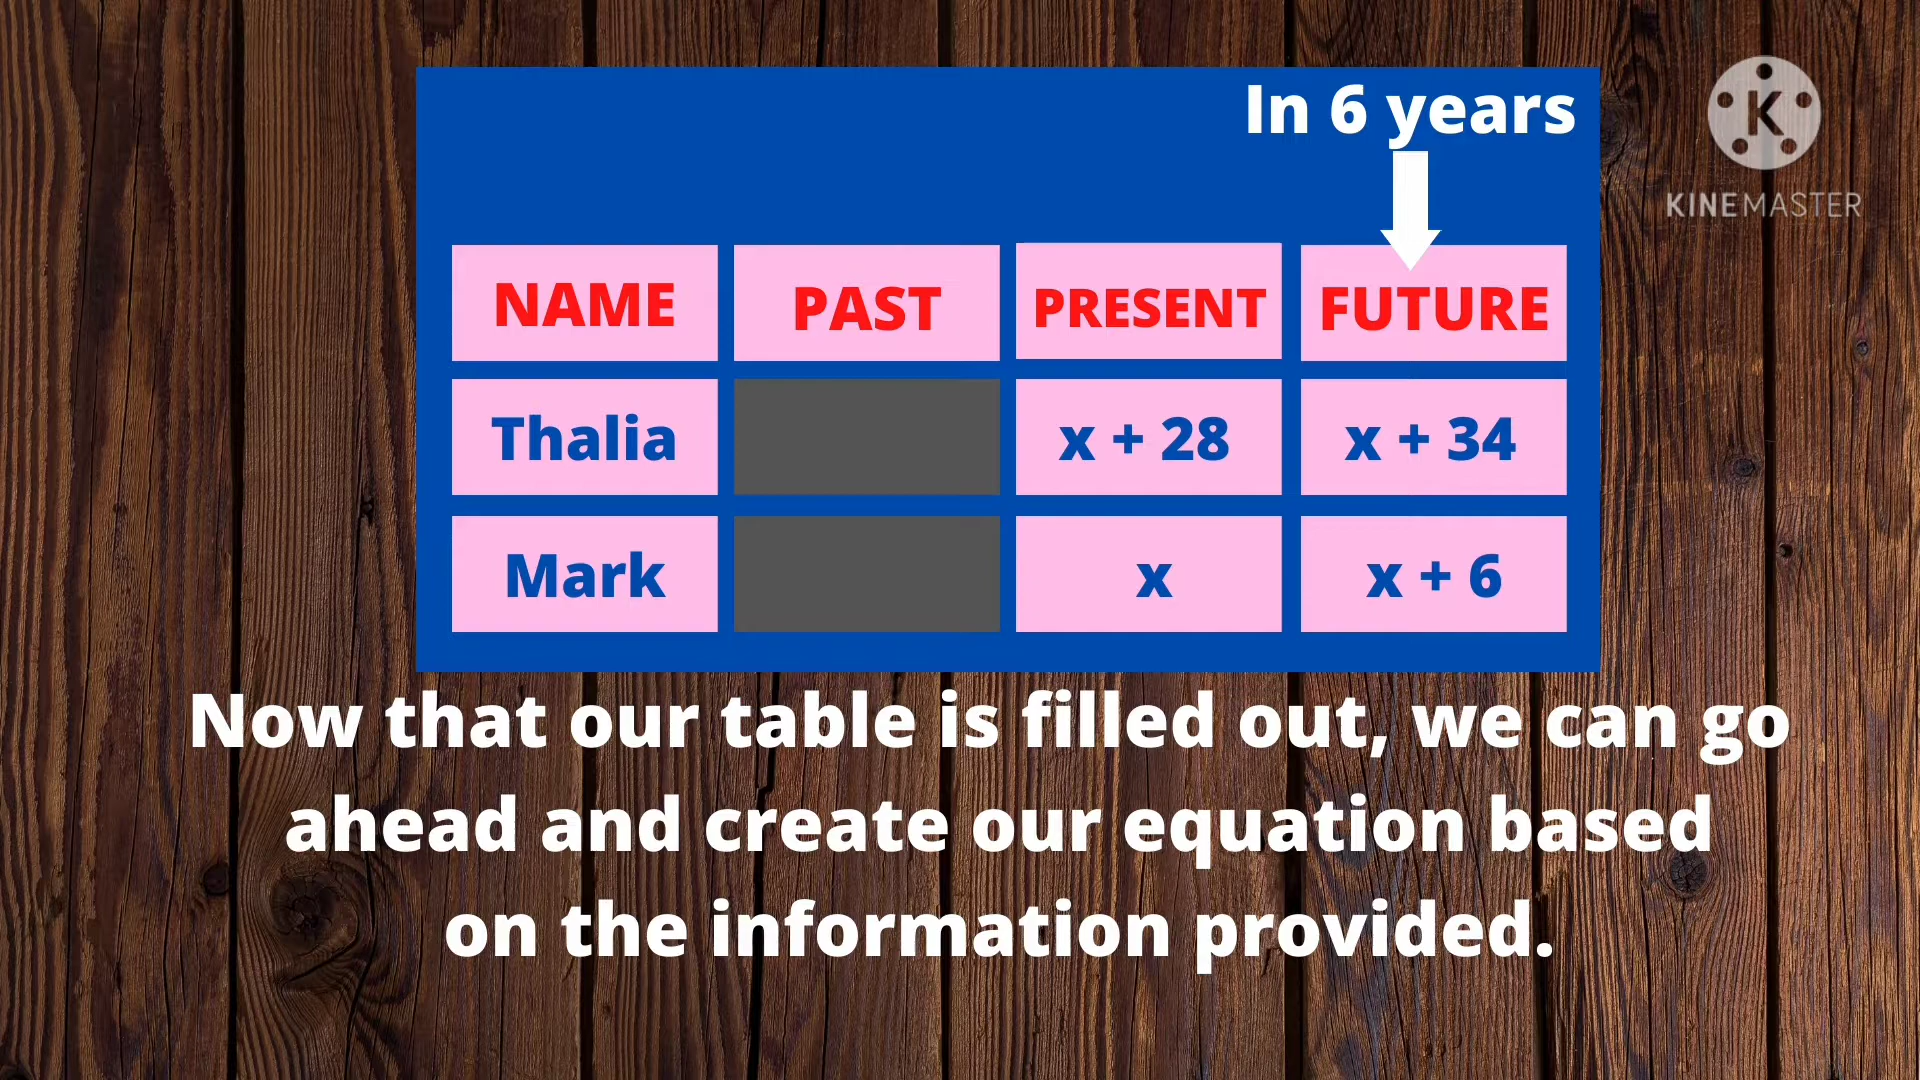 In 6 years
K
KINEMASTER
NAME PAST PRESENT FUTURE
Thalia x + 28 x + 34
Mark x x + 6
Now that our table is filled out, we can go
ahead and create our equation based
on the information provided.